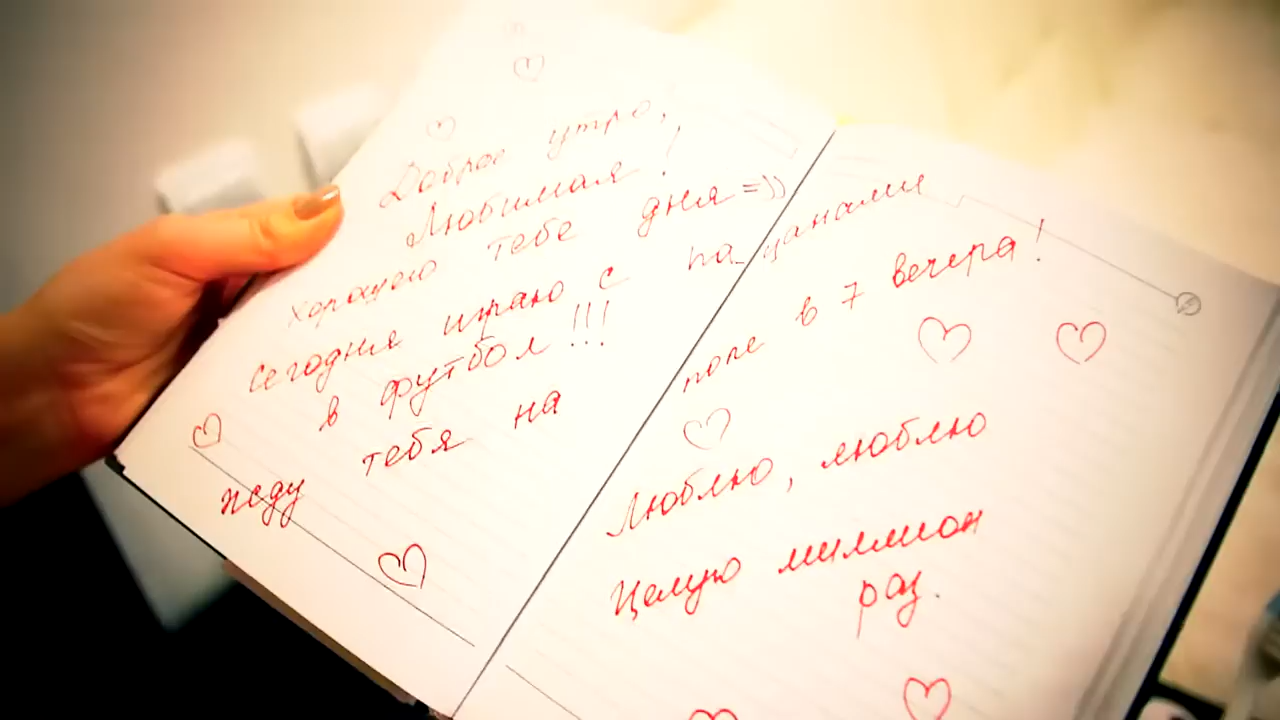 Доброе утро,
Любимая!
хорошего тебе дня =))
Сегодня играю с пацанами
в футбол!!!
Жду тебя на
поле в 7 вечера!
Люблю, люблю
Целую миллион
раз.